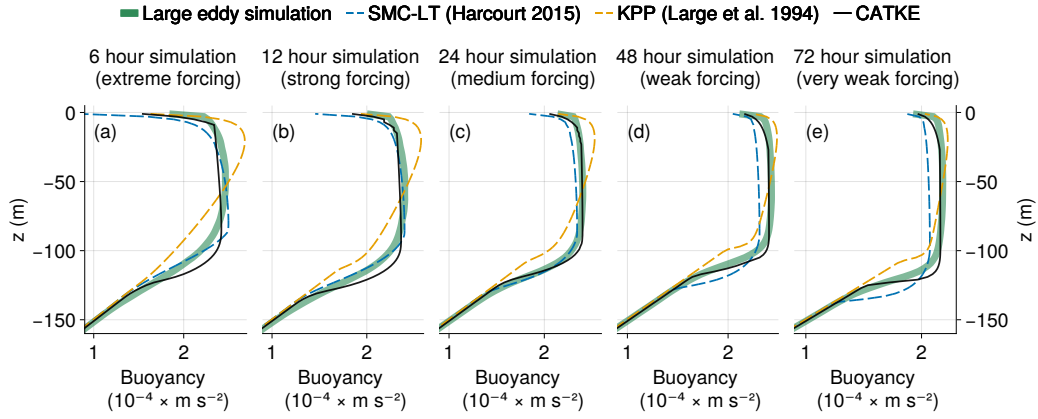 Large eddy simulation SMC-LT (Harcourt 2015) KPP (Large et al. 1994) CATKE
6 hour simulation
(extreme forcing)
12 hour simulation
(strong forcing)
24 hour simulation
(medium forcing)
48 hour simulation
(weak forcing)
72 hour simulation
(very weak forcing)
(a)
(b)
(c)
(d)
(e)
z (m)
0
−50
−100
−150
0
−50
−100
−150
z (m)
1 2
1 2
1 2
1 2
1 2
Buoyancy
(10⁻⁴ × m s⁻²)
Buoyancy
(10⁻⁴ × m s⁻²)
Buoyancy
(10⁻⁴ × m s⁻²)
Buoyancy
(10⁻⁴ × m s⁻²)
Buoyancy
(10⁻⁴ × m s⁻²)